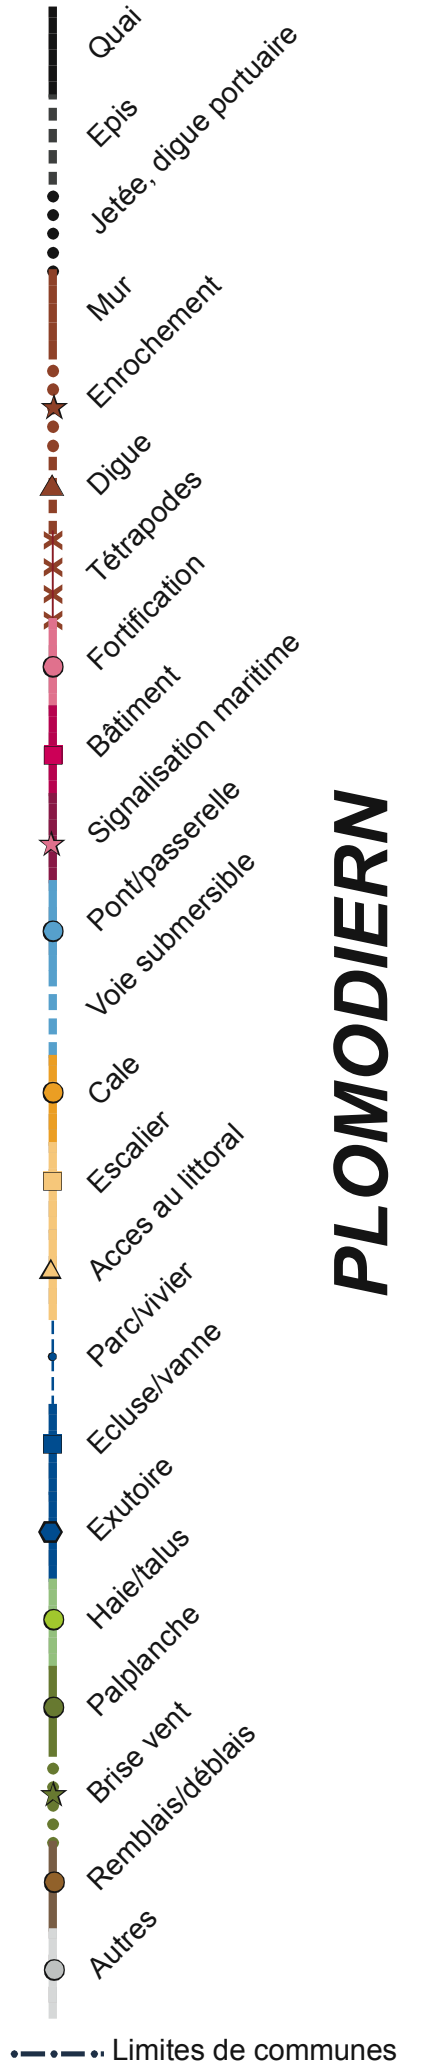 Quai
Epis
Jetée, digue portuaire
Mur
Enrochement
Digue
Tétrapodes
Fortification
Bâtiment
Signalisation maritime
Pont/passerelle
Voie submersible
Cale
Escalier
Acces au littoral
Parc/vivier
Ecluse/vanne
Exutoire
Haie/talus
Palplanche
Brise vent
Remblais/déblais
Autres
Limites de communes
PLOMODIERN